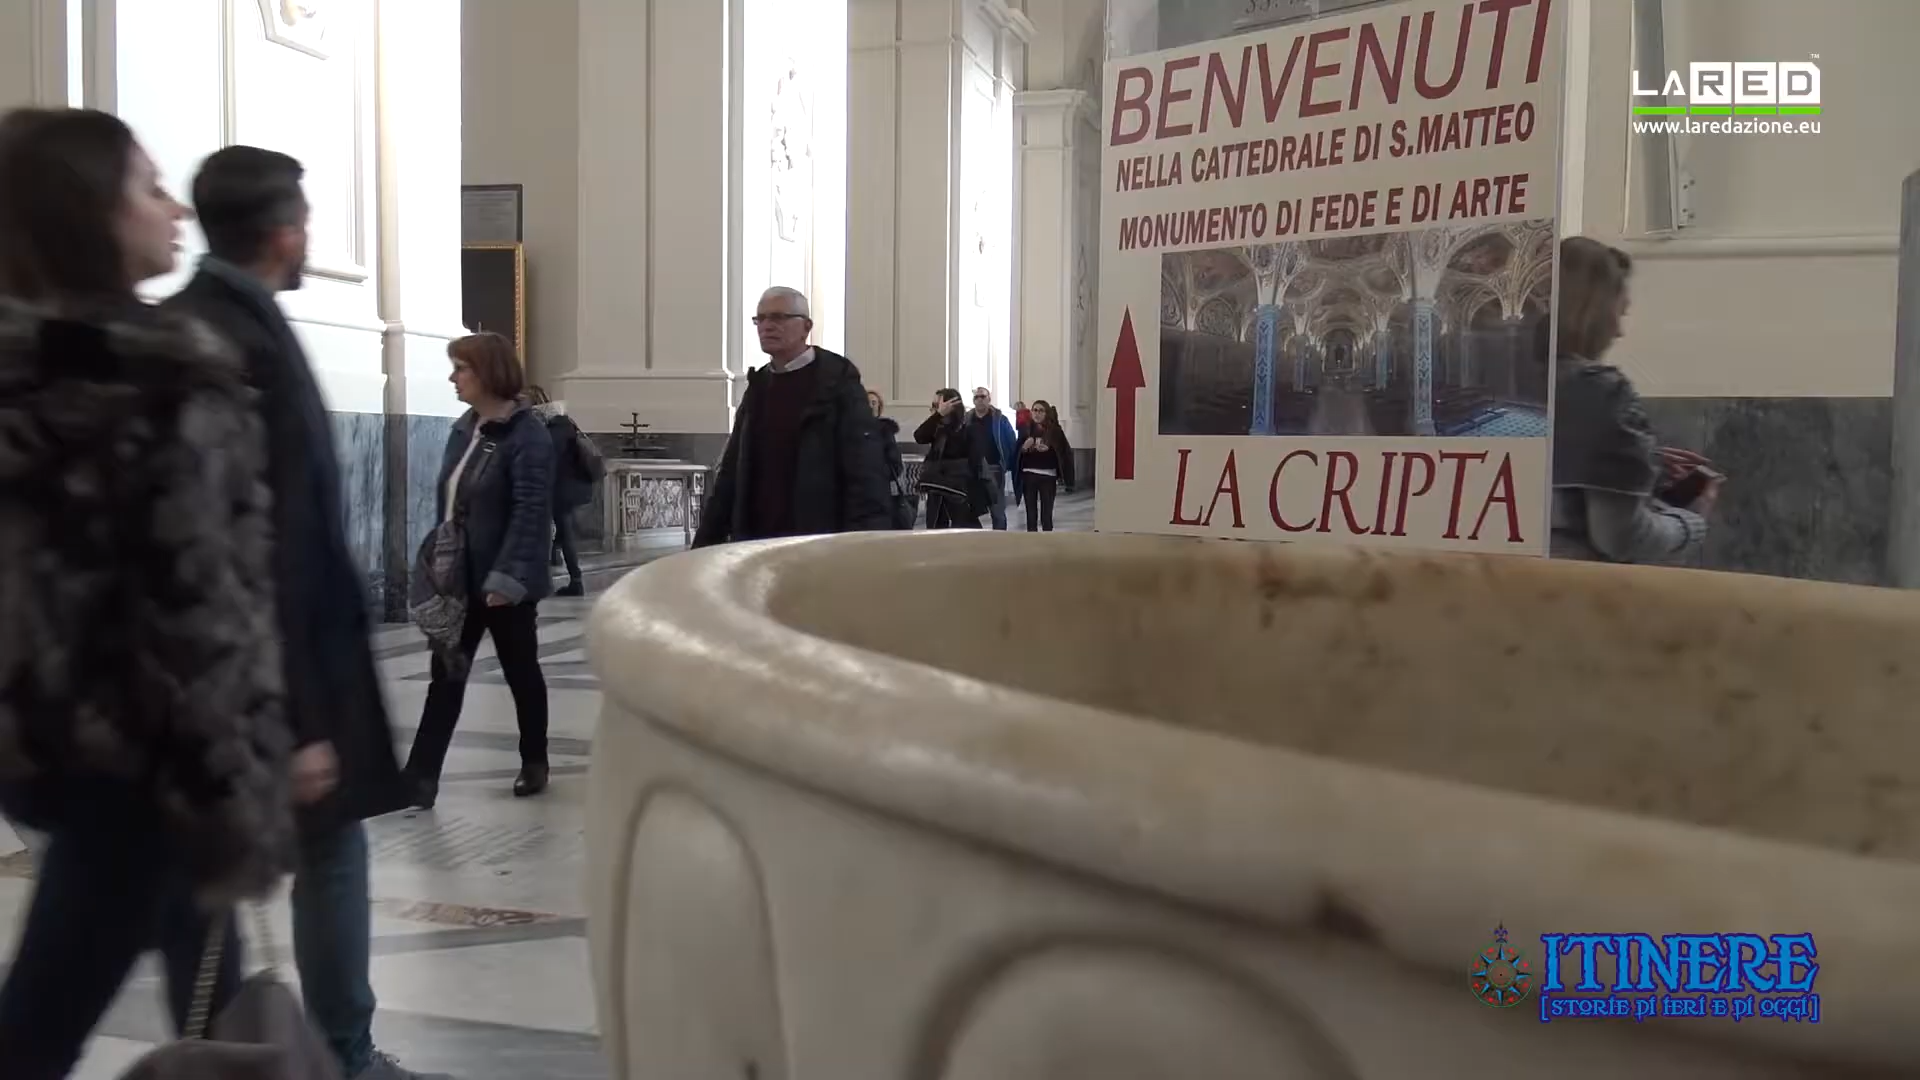 BENVENUTI
NELLA CATTEDRALE DI S.MATTEO
MONUMENTO DI FEDE E DI ARTE
LA CRIPTA
LARED™
www.laredazione.eu
ITINERE
[STORIE DI IERI E DI OGGI]